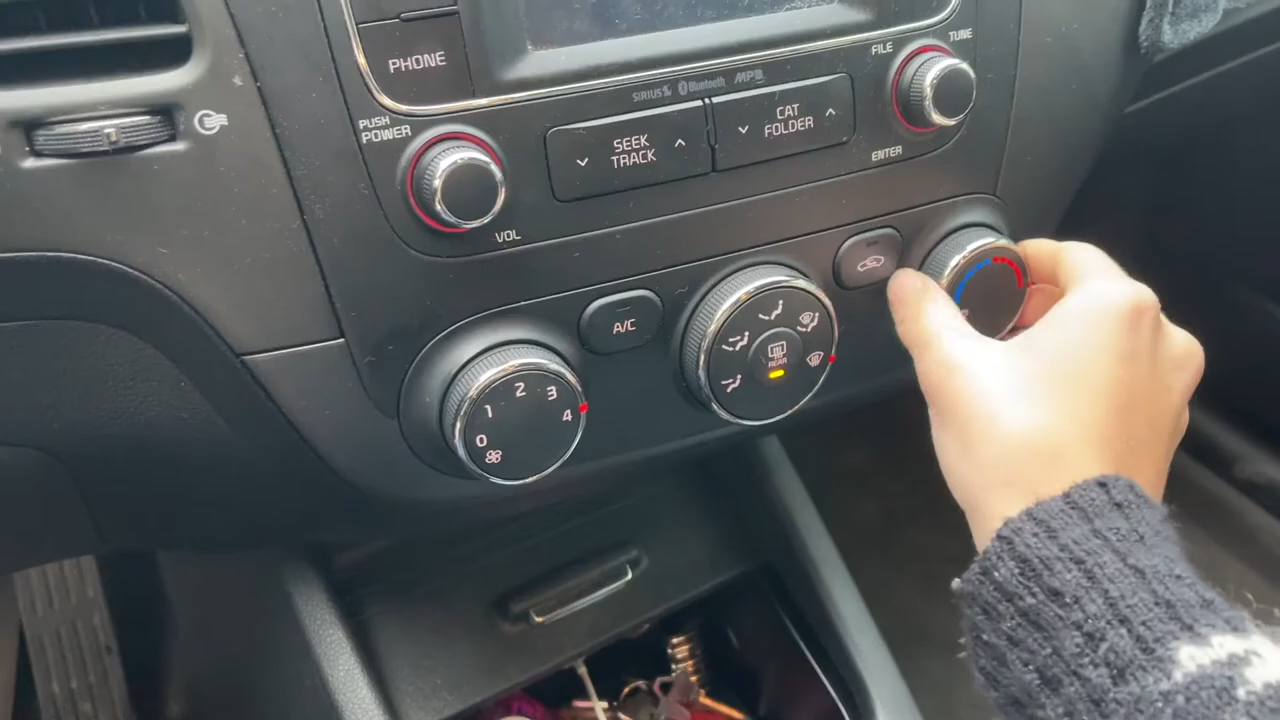 PHONE
FILE
TUNE
SIRIUS Bluetooth MP3
PUSH
POWER
SEEK
TRACK
CAT
FOLDER
ENTER
VOL
A/C
0 1 2 3 4
REAR